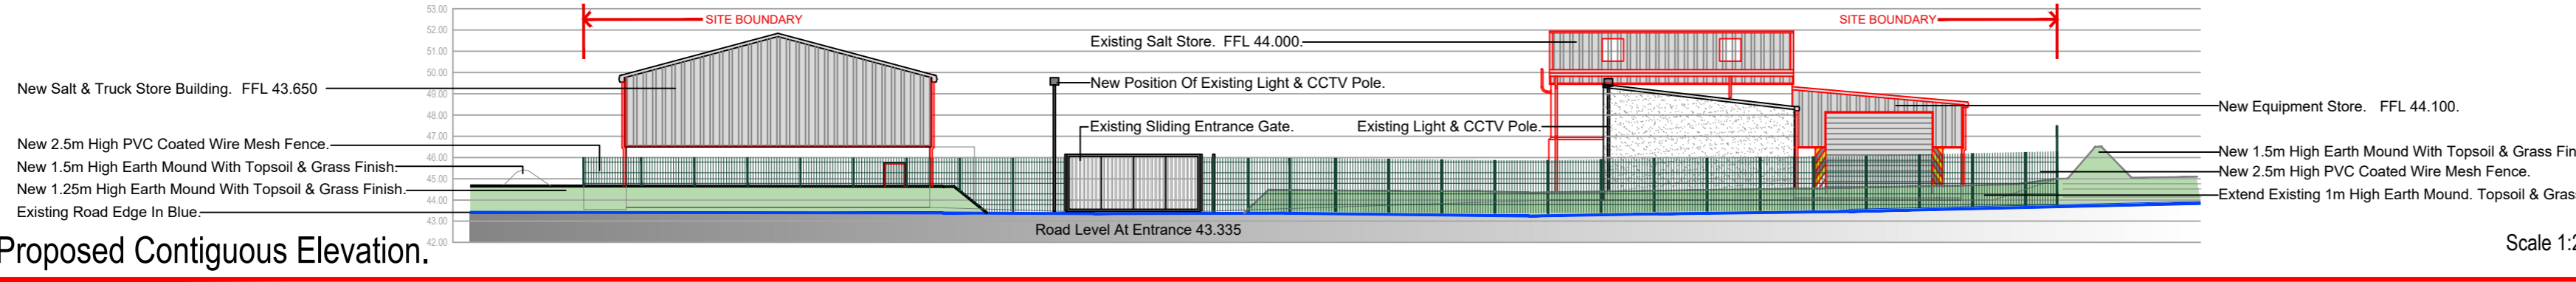 53.00
52.00
51.00
50.00
49.00
48.00
47.00
46.00
45.00
44.00
43.00
42.00
SITE BOUNDARY
SITE BOUNDARY
New Salt & Truck Store Building. FFL 43.650
New 2.5m High PVC Coated Wire Mesh Fence.
New 1.5m High Earth Mound With Topsoil & Grass Finish.
New 1.25m High Earth Mound With Topsoil & Grass Finish.
Existing Road Edge In Blue.
Existing Salt Store. FFL 44.000.
New Position Of Existing Light & CCTV Pole.
Existing Sliding Entrance Gate.
Existing Light & CCTV Pole.
New Equipment Store. FFL 44.100.
New 1.5m High Earth Mound With Topsoil & Grass Fin
New 2.5m High PVC Coated Wire Mesh Fence.
Extend Existing 1m High Earth Mound. Topsoil & Gras
Road Level At Entrance 43.335
Proposed Contiguous Elevation.
Scale 1:2